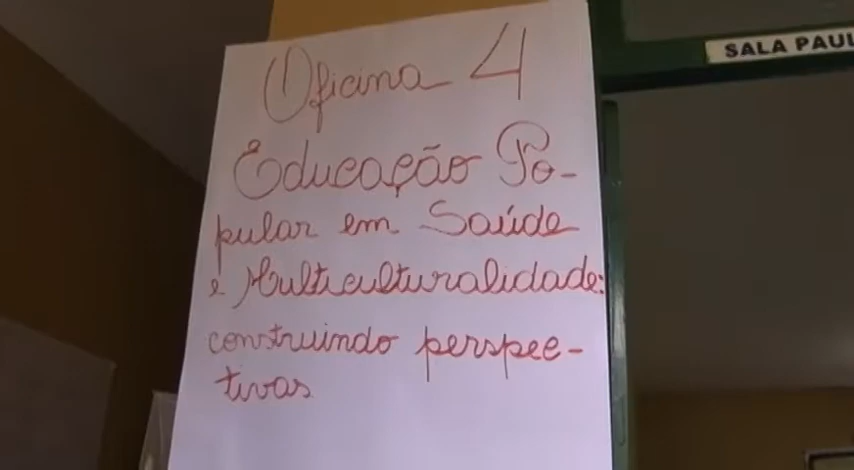 Oficina 4
Educação Po-
pular em Saúde
e Multiculturalidade:
construindo perspec-
tivas
SALA PAUL